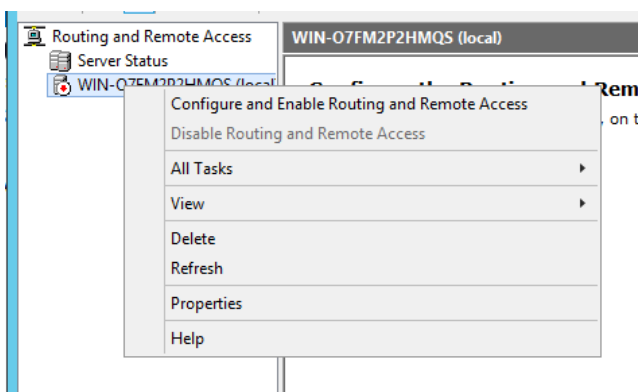 Routing and Remote Access
WIN-O7FM2P2HMQS (local)
Server Status
WIN-O7FM2P2HMQS (local
Configure and Enable Routing and Remote Access
, on t
Disable Routing and Remote Access
All Tasks
View
Delete
Refresh
Properties
Help